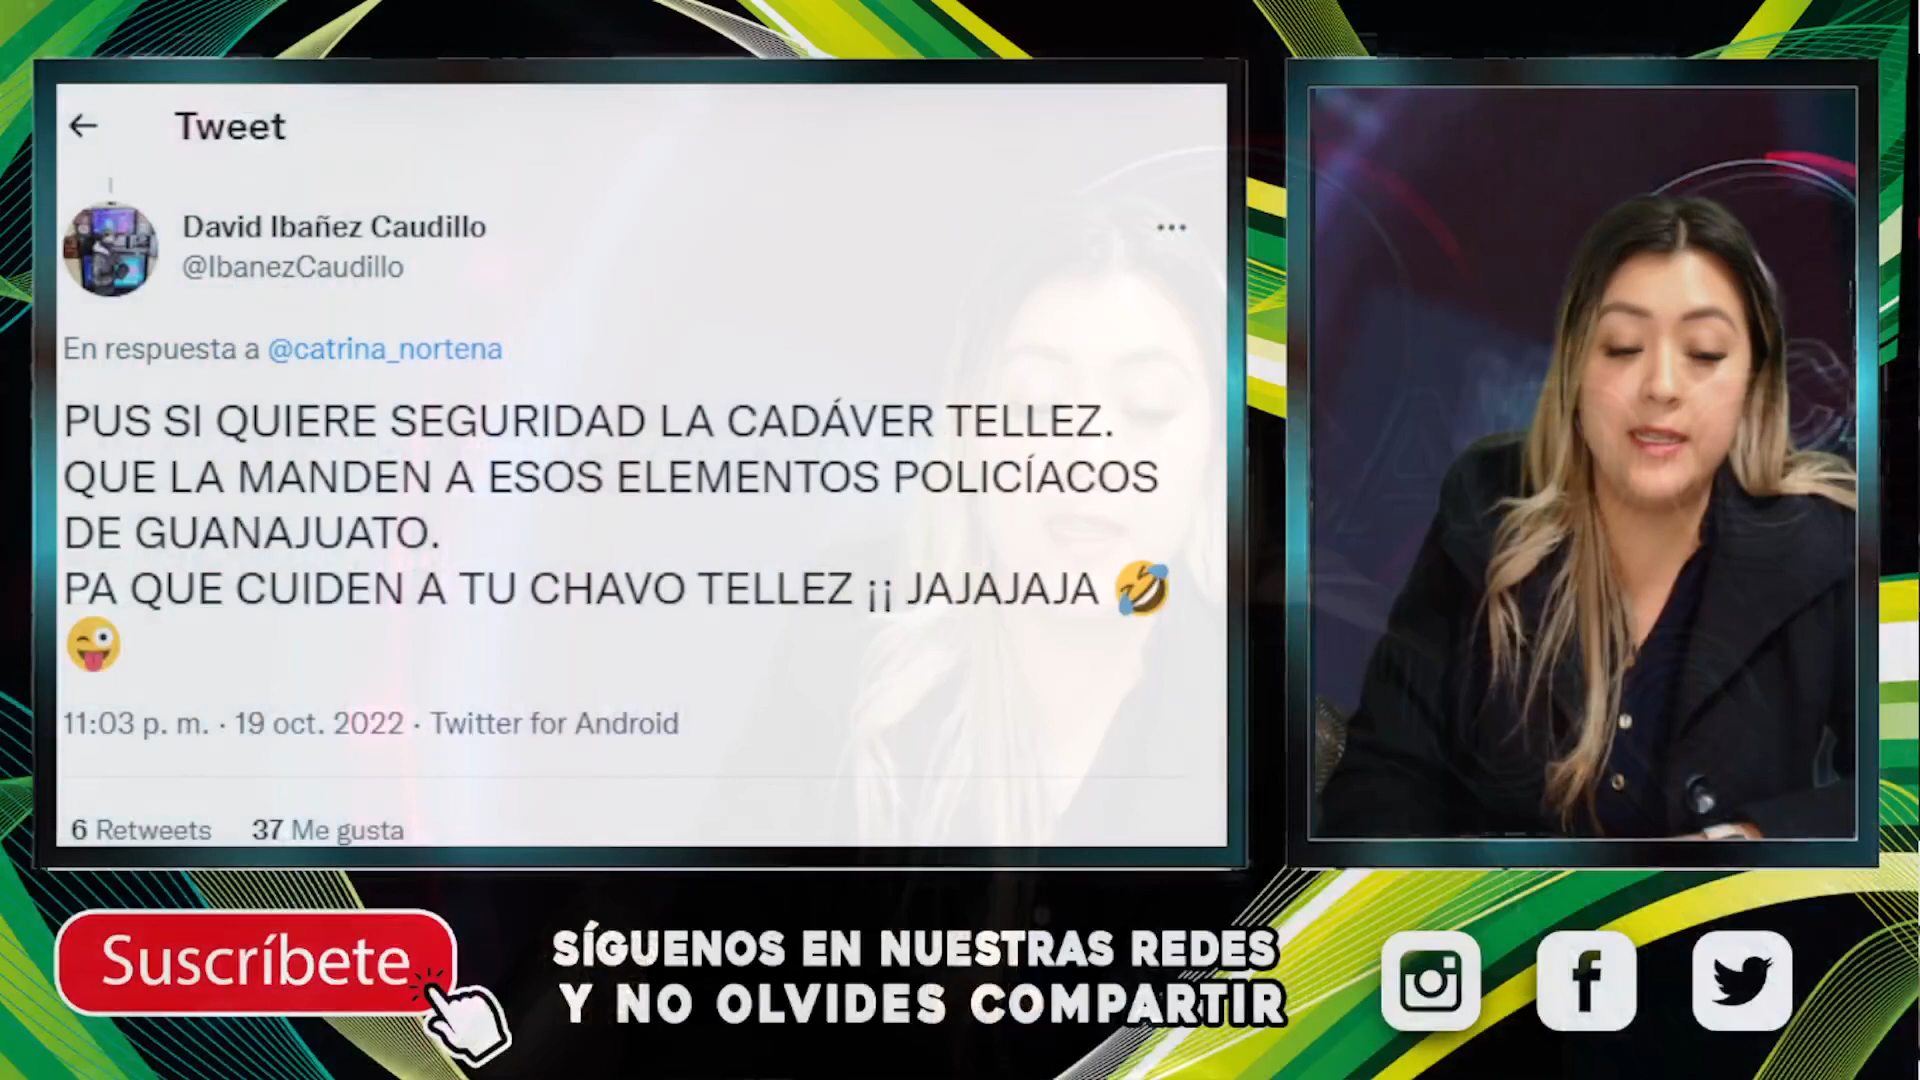 Tweet
David Ibañez Caudillo
@IbanezCaudillo
En respuesta a @catrina_nortena
PUS SI QUIERE SEGURIDAD LA CADÁVER TELLEZ.
QUE LA MANDEN A ESOS ELEMENTOS POLICÍACOS
DE GUANAJUATO.
PA QUE CUIDEN A TU CHAVO TELLEZ ¡¡ JAJAJAJA 🤣
😜
11:03 p. m. · 19 oct. 2022 · Twitter for Android
6 Retweets 37 Me gusta
Suscríbete
SÍGUENOS EN NUESTRAS REDES
Y NO OLVIDES COMPARTIR